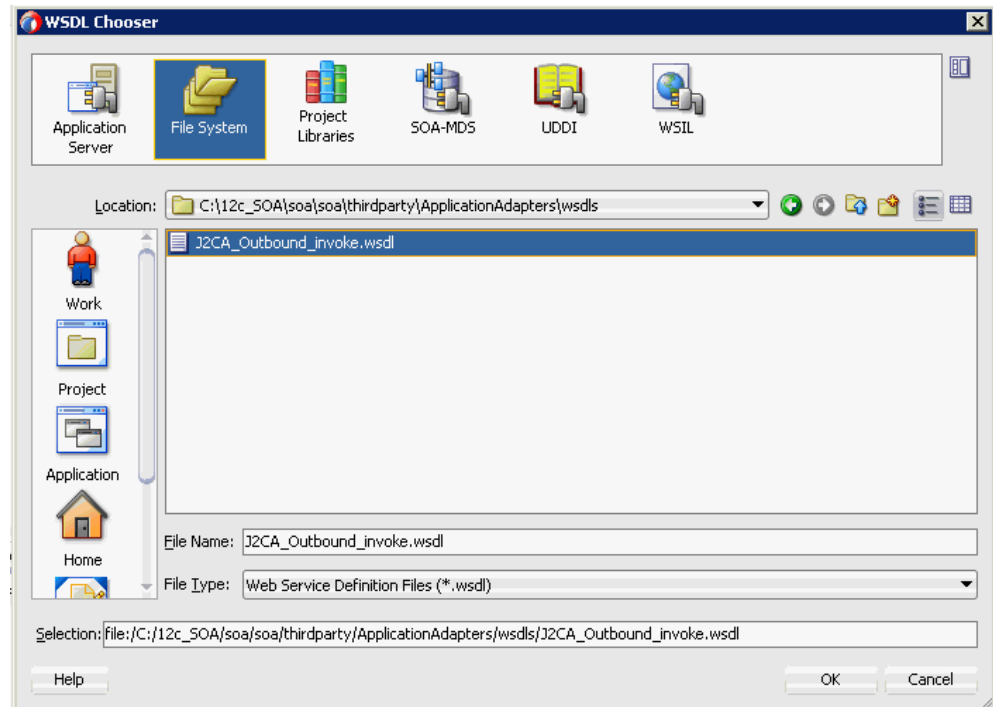 WSDL Chooser
Application
Server
File System
Project
Libraries
SOA-MDS
UDDI
WSIL
Location:
C:\12c_SOA\soa\soa\thirdparty\ApplicationAdapters\wsdls
J2CA_Outbound_invoke.wsdl
Work
Project
Application
Home
File Name:
J2CA_Outbound_invoke.wsdl
File Type:
Web Service Definition Files (*.wsdl)
Selection:
file:/C:/12c_SOA/soa/soa/thirdparty/ApplicationAdapters/wsdls/J2CA_Outbound_invoke.wsdl
Help
OK
Cancel